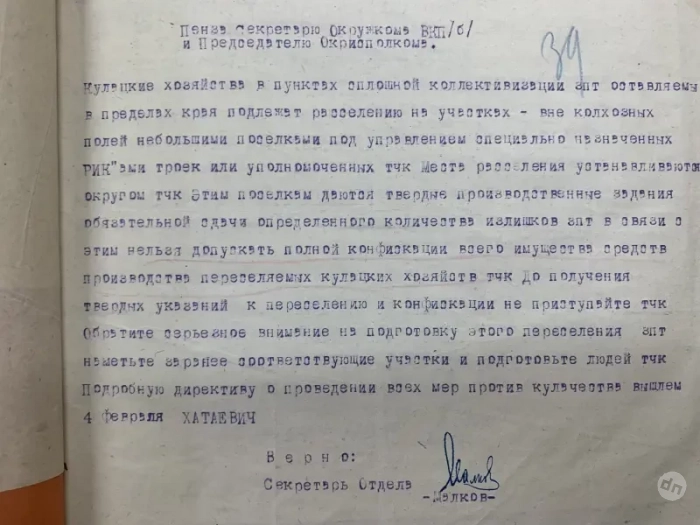 Пенза Секретарю Окружкома ВКП/б/
и Председателю Окрисполкома.
39
Кулацкие хозяйства в пунктах сплошной коллективизации зпт оставляемы
в пределах края подлежат расселению на участках - вне колхозных
полей небольшими поселками под управлением специально назначенных
РИК"ами троек или уполномоченных тчк Места расселения устанавливаются
округом тчк Этим поселкам даются твердые производственные задания
обязательной сдачи определенного количества излишков зпт в связи с
этим нельзя допускать полной конфискации всего имущества средств
производства переселяемых кулацких хозяйств тчк До получения
твердых указаний к переселению и конфискации не приступайте тчк
Обратите серьезное внимание на подготовку этого переселения зпт
наметьте заранее соответствующие участки и подготовьте людей тчк
Подробную директиву о проведении всех мер против кулачества вышлем
4 февраля ХАТАЕВИЧ
Верно:
Секретарь Отдела
-Малков-
dn